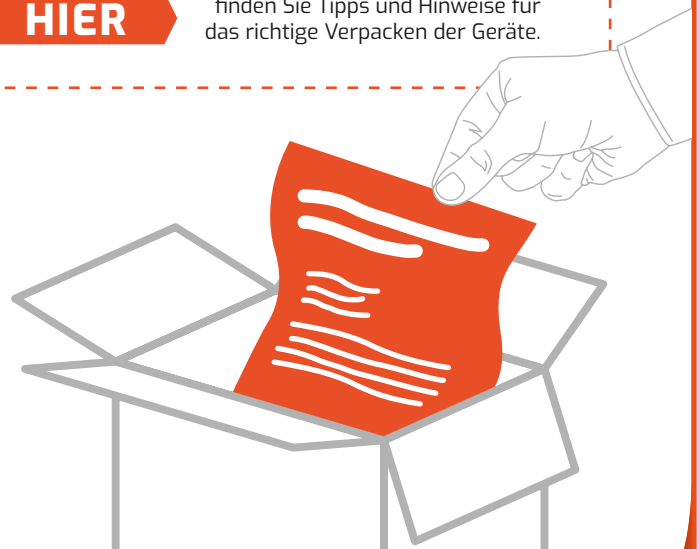 HIER
finden Sie Tipps und Hinweise für
das richtige Verpacken der Geräte.